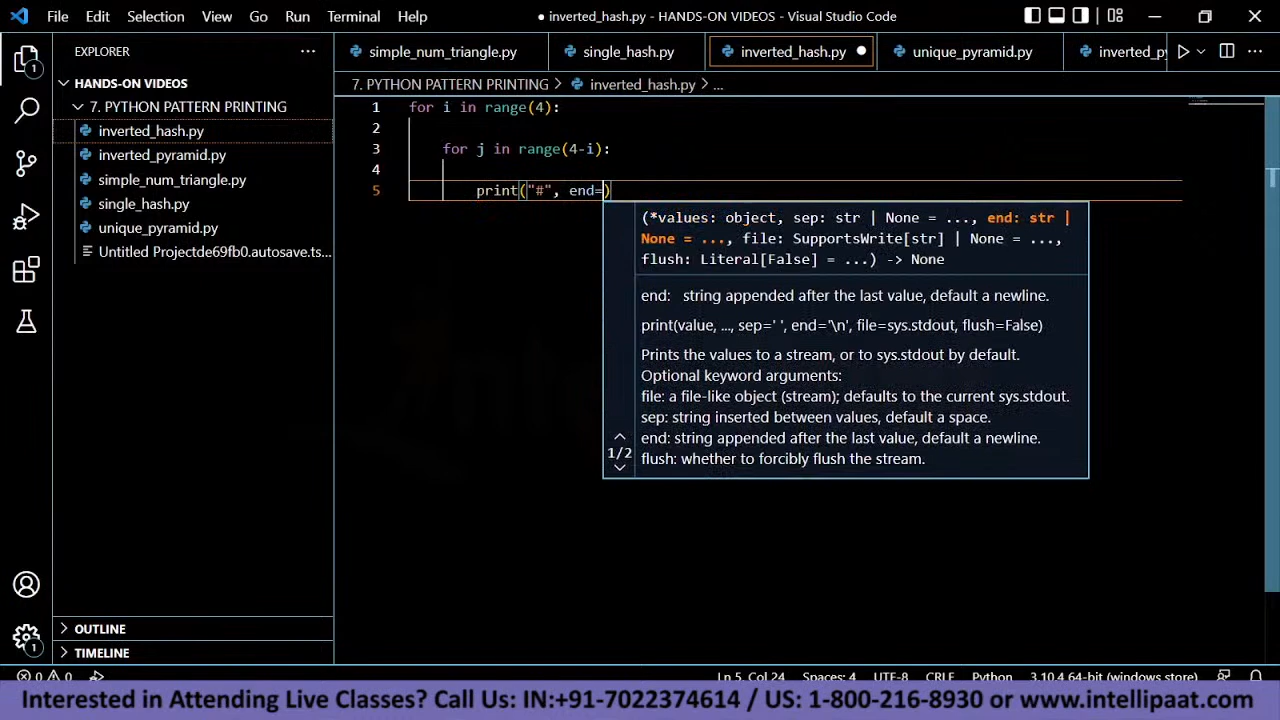 File Edit Selection View Go Run Terminal Help
● inverted_hash.py - HANDS-ON VIDEOS - Visual Studio Code
EXPLORER
HANDS-ON VIDEOS
7. PYTHON PATTERN PRINTING
inverted_hash.py
inverted_pyramid.py
simple_num_triangle.py
single_hash.py
unique_pyramid.py
Untitled Projectde69fb0.autosave.ts...
OUTLINE
TIMELINE
1
1
simple_num_triangle.py single_hash.py inverted_hash.py unique_pyramid.py inverted_py
7. PYTHON PATTERN PRINTING > inverted_hash.py > ...
1 for i in range(4):
2
3 for j in range(4-i):
4
5 print("#", end=)
(*values: object, sep: str | None = ..., end: str |
None = ..., file: SupportsWrite[str] | None = ...,
flush: Literal[False] = ...) -> None
end: string appended after the last value, default a newline.
print(value, ..., sep=' ', end='\n', file=sys.stdout, flush=False)
Prints the values to a stream, or to sys.stdout by default.
Optional keyword arguments:
file: a file-like object (stream); defaults to the current sys.stdout.
sep: string inserted between values, default a space.
end: string appended after the last value, default a newline.
flush: whether to forcibly flush the stream.
1/2
0 0 Ln 5, Col 24 Spaces: 4 UTF-8 CRLF Python 3.10.4 64-bit (windows store)
Interested in Attending Live Classes? Call Us: IN:+91-7022374614 / US: 1-800-216-8930 or www.intellipaat.com